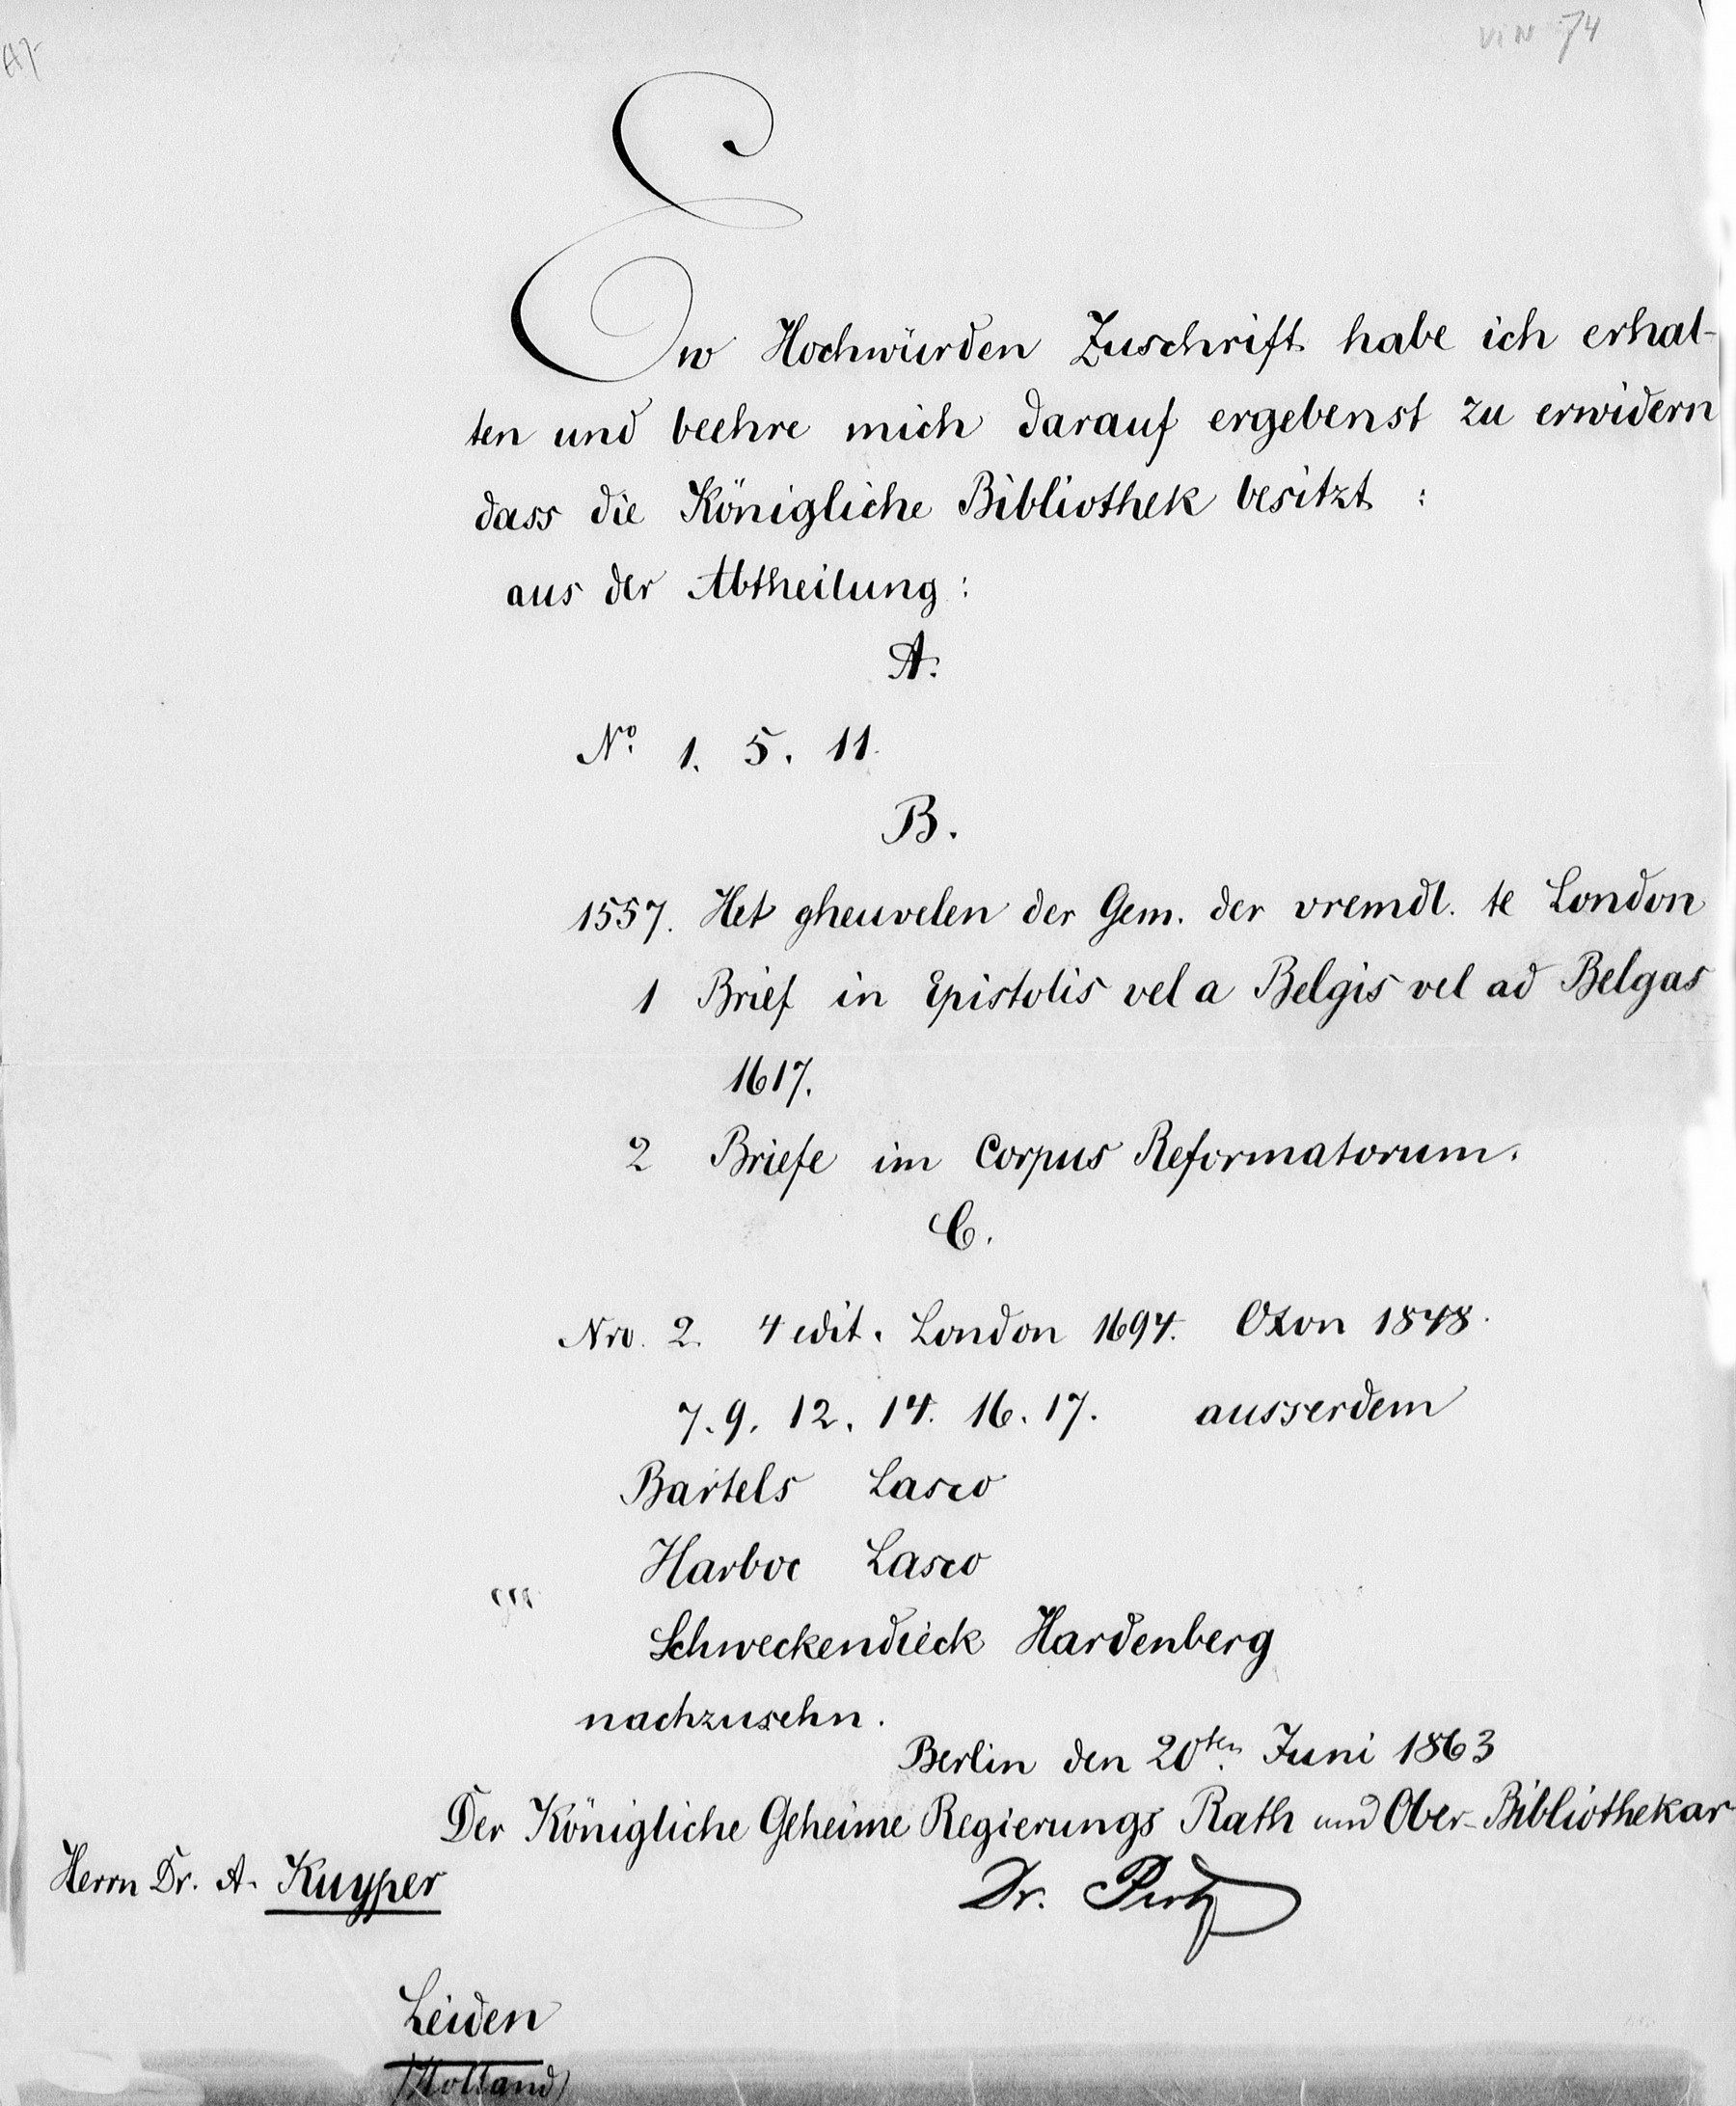 74
Ew Hochwürden Zuschrift habe ich erhal-
ten und beehre mich darauf ergebenst zu erwidern
dass die Königliche Bibliothek besitzt :
aus der Abtheilung :
A.
No. 1. 5. 11.
B.
1557. Het gheuvelen der Gem. der vremdl. te London
1 Brief in Epistolis vel a Belgis vel ad Belgas
1617.
2 Briefe im Corpus Reformatorum.
C.
Nro. 2. 4 edit. London 1694. Oxon 1848.
7. 9. 12. 14. 16. 17. ausserdem
Bartels Lasco
Harboe Lasco
Schweckendieck Hardenberg
nachzusehn.
Berlin den 20ten Juni 1863
Der Königliche Geheime Regierungs Rath und Ober-Bibliothekar
Herrn Dr. A. Kuyper
Dr. Pertz
Leiden
(Holland)